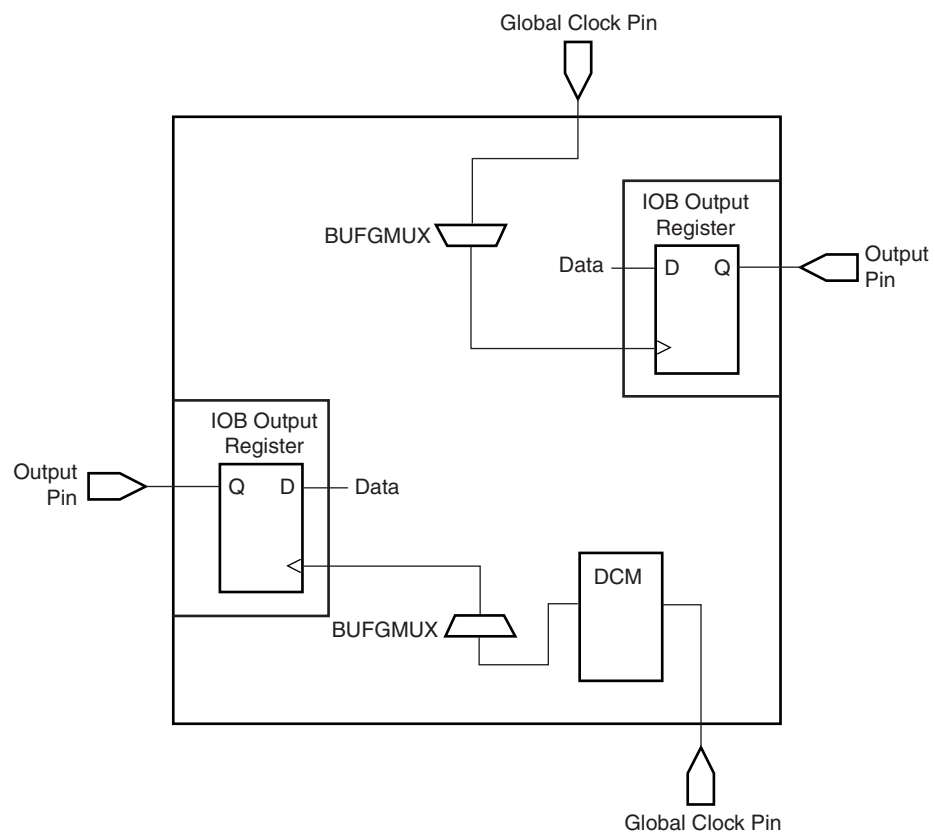 Global Clock Pin
IOB Output
Register
BUFGMUX
Data
D
Q
Output
Pin
IOB Output
Register
Output
Pin
Q
D
Data
DCM
BUFGMUX
Global Clock Pin